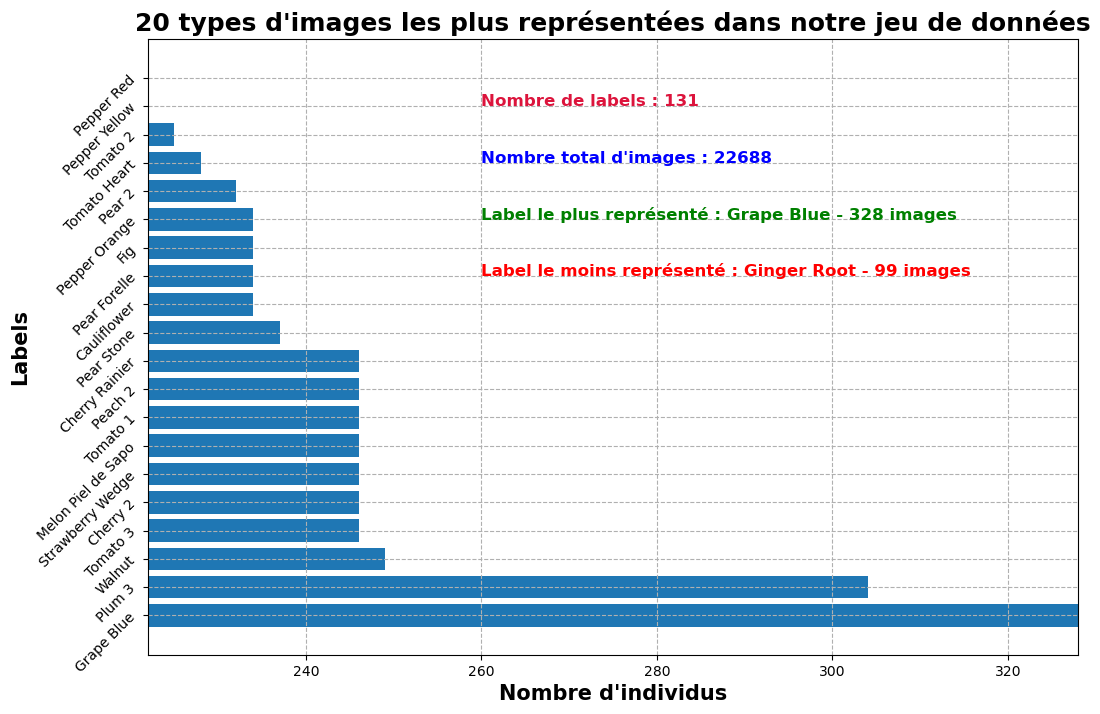 20 types d'images les plus représentées dans notre jeu de données
Pepper Red
Nombre de labels : 131
Pepper Yellow
Tomato 2
Nombre total d'images : 22688
Tomato Heart
Pear 2
Label le plus représenté : Grape Blue - 328 images
Pepper Orange
Fig
Label le moins représenté : Ginger Root - 99 images
Pear Forelle
Cauliflower
Pear Stone
Cherry Rainier
Peach 2
Tomato 1
Melon Piel de Sapo
Strawberry Wedge
Cherry 2
Tomato 3
Walnut
Plum 3
Grape Blue
Labels
240 260 280 300 320
Nombre d'individus